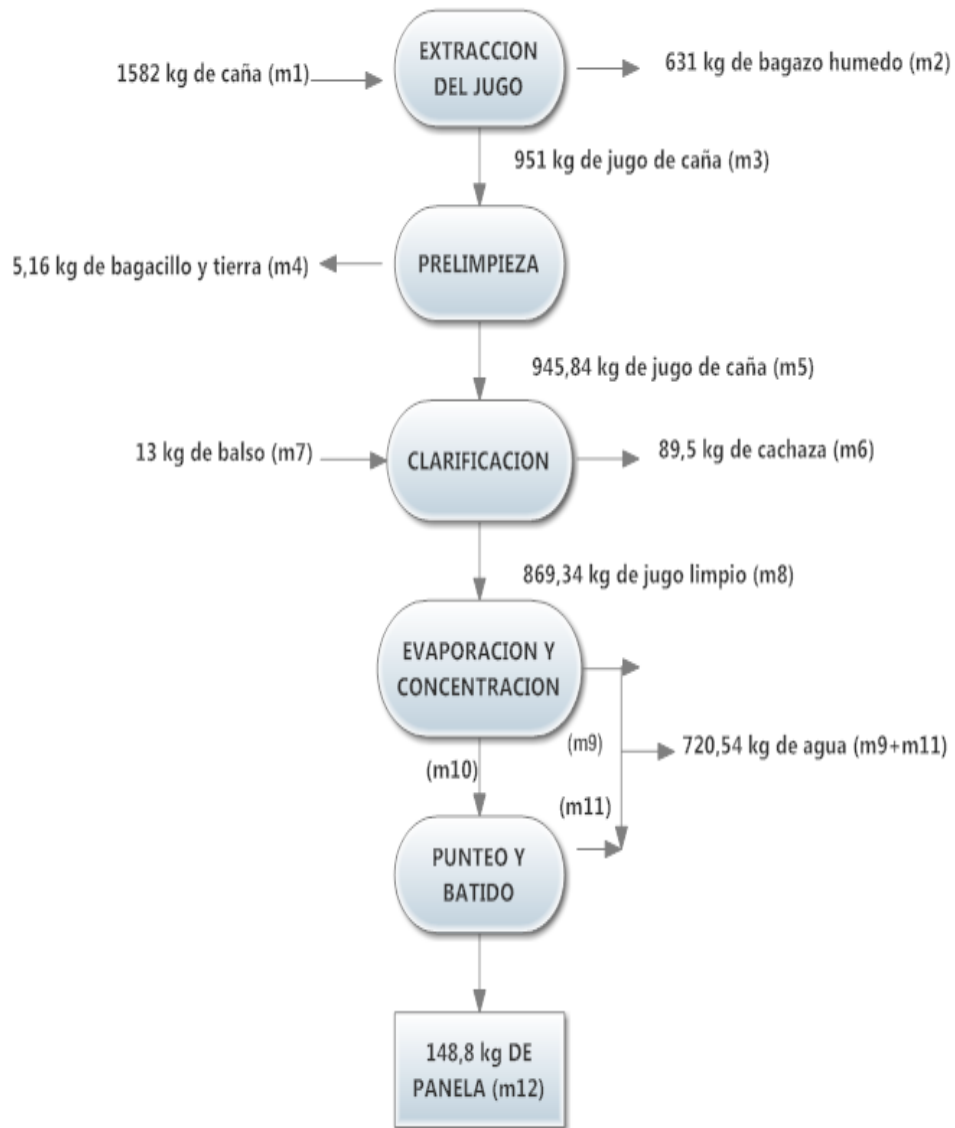 EXTRACCION
DEL JUGO
1582 kg de caña (m1)
631 kg de bagazo humedo (m2)
951 kg de jugo de caña (m3)
PRELIMPIEZA
5,16 kg de bagacillo y tierra (m4)
945,84 kg de jugo de caña (m5)
13 kg de balso (m7)
CLARIFICACION
89,5 kg de cachaza (m6)
869,34 kg de jugo limpio (m8)
EVAPORACION Y
CONCENTRACION
(m9)
720,54 kg de agua (m9+m11)
(m10)
(m11)
PUNTEO Y
BATIDO
148,8 kg DE
PANELA (m12)